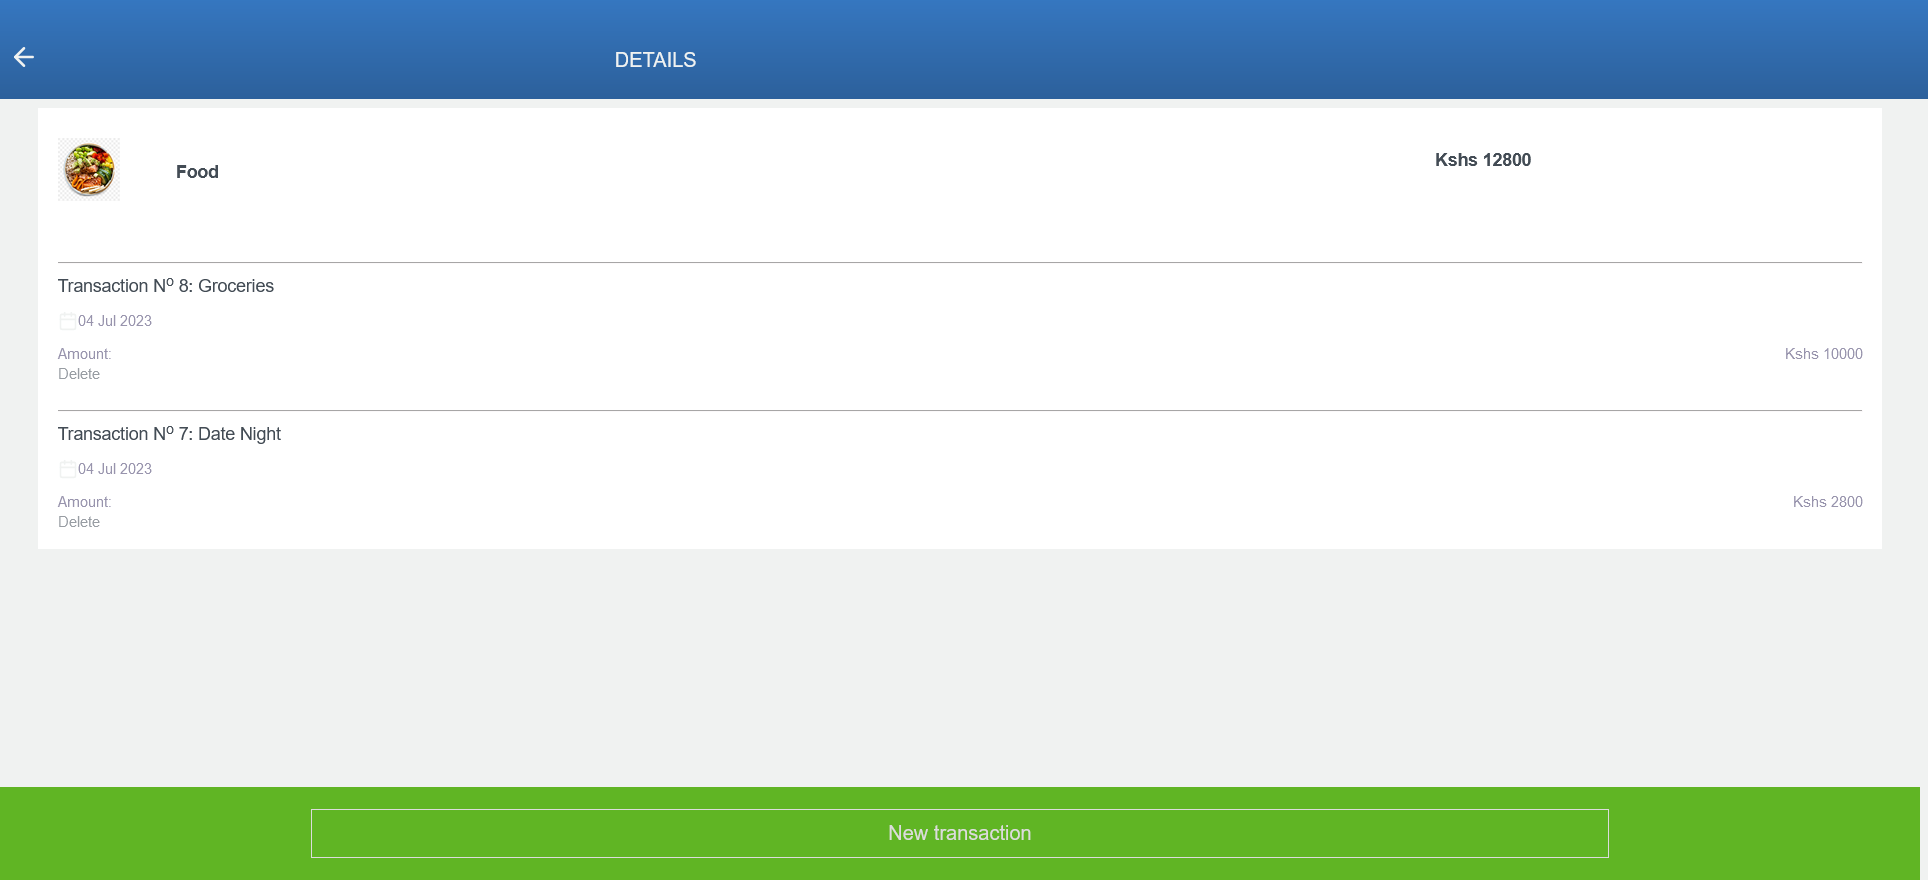 DETAILS
Food
Kshs 12800
Transaction Nº 8: Groceries
04 Jul 2023
Amount:
Kshs 10000
Delete
Transaction Nº 7: Date Night
04 Jul 2023
Amount:
Kshs 2800
Delete
New transaction